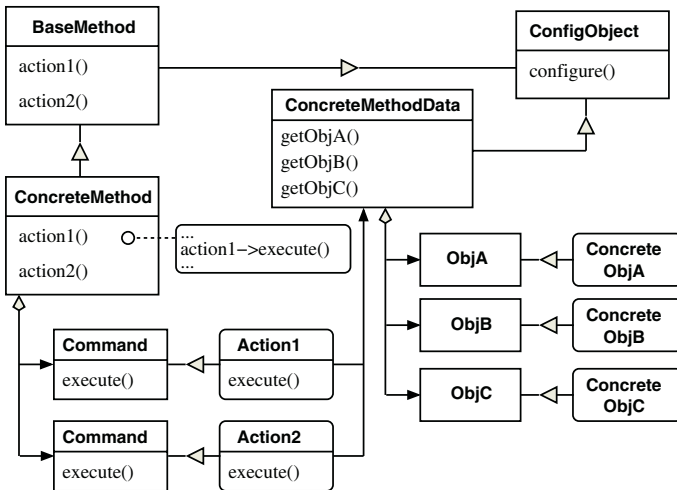 BaseMethod
action1()
action2()
ConfigObject
configure()
ConcreteMethodData
getObjA()
getObjB()
getObjC()
ConcreteMethod
action1()
action2()
...
action1->execute()
...
ObjA
Concrete
ObjA
ObjB
Concrete
ObjB
ObjC
Concrete
ObjC
Command
execute()
Action1
execute()
Command
execute()
Action2
execute()